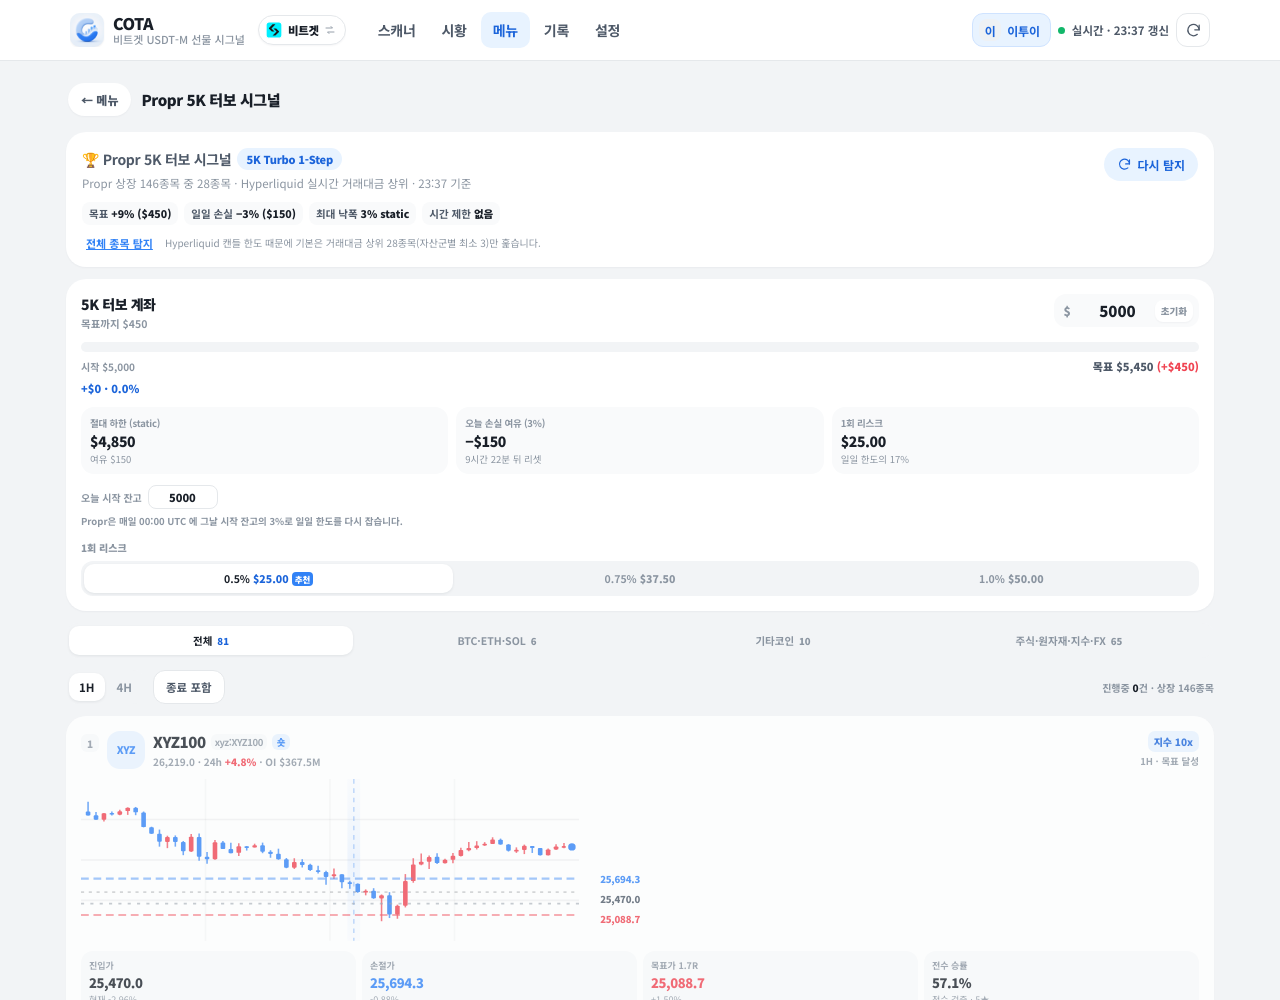 COTA
비트겟 USDT-M 선물 시그널
비트겟
스캐너
시황
메뉴
기록
설정
이 이투이
실시간 · 23:37 갱신
← 메뉴
Propr 5K 터보 시그널
🏆 Propr 5K 터보 시그널 5K Turbo 1-Step
다시 탐지
Propr 상장 146종목 중 28종목 · Hyperliquid 실시간 거래대금 상위 · 23:37 기준
목표 +9% ($450) 일일 손실 −3% ($150) 최대 낙폭 3% static 시간 제한 없음
전체 종목 탐지 Hyperliquid 캔들 한도 때문에 기본은 거래대금 상위 28종목(자산군별 최소 3)만 훑습니다.
5K 터보 계좌
목표까지 $450
$ 5000 초기화
시작 $5,000
목표 $5,450 (+$450)
+$0 · 0.0%
절대 하한 (static)
$4,850
여유 $150
오늘 손실 여유 (3%)
−$150
9시간 22분 뒤 리셋
1회 리스크
$25.00
일일 한도의 17%
오늘 시작 잔고 5000
Propr은 매일 00:00 UTC 에 그날 시작 잔고의 3%로 일일 한도를 다시 잡습니다.
1회 리스크
0.5% $25.00 추천
0.75% $37.50
1.0% $50.00
전체 81
BTC·ETH·SOL 6
기타코인 10
주식·원자재·지수·FX 65
1H 4H 종료 포함
진행중 0건 · 상장 146종목
1 XYZ XYZ100 xyz:XYZ100 숏
지수 10x
26,219.0 · 24h +4.8% · OI $367.5M
1H · 목표 달성
25,694.3
25,470.0
25,088.7
진입가
25,470.0
손절가
25,694.3
목표가 1.7R
25,088.7
전수 승률
57.1%